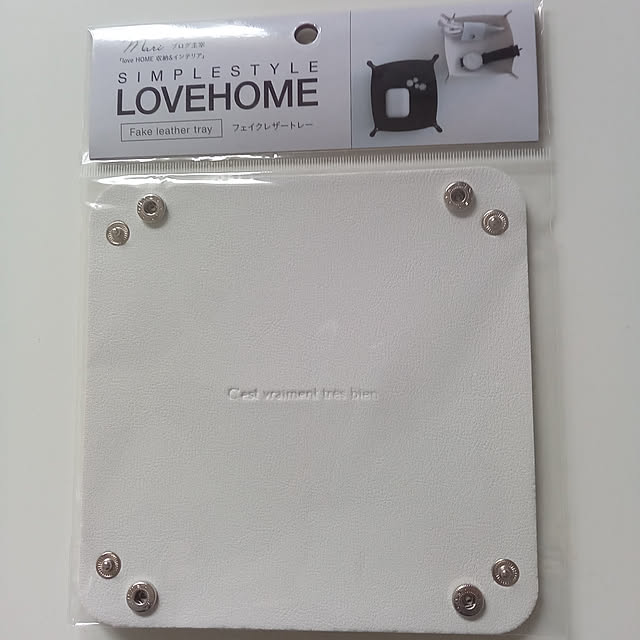 Mari ブログ主宰
「love HOME 収納&インテリア」
SIMPLESTYLE
LOVEHOME
Fake leather tray フェイクレザートレー
C'est vraiment très bien